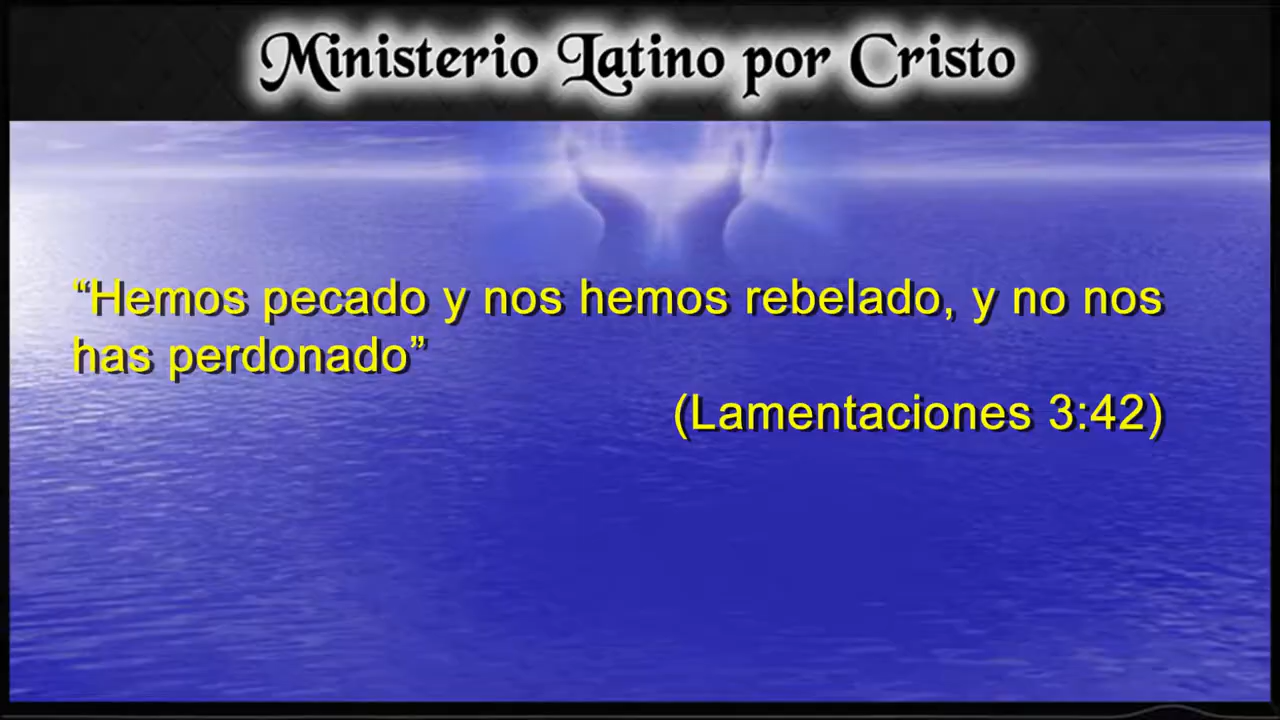 Ministerio Latino por Cristo
“Hemos pecado y nos hemos rebelado, y no nos
has perdonado”
(Lamentaciones 3:42)